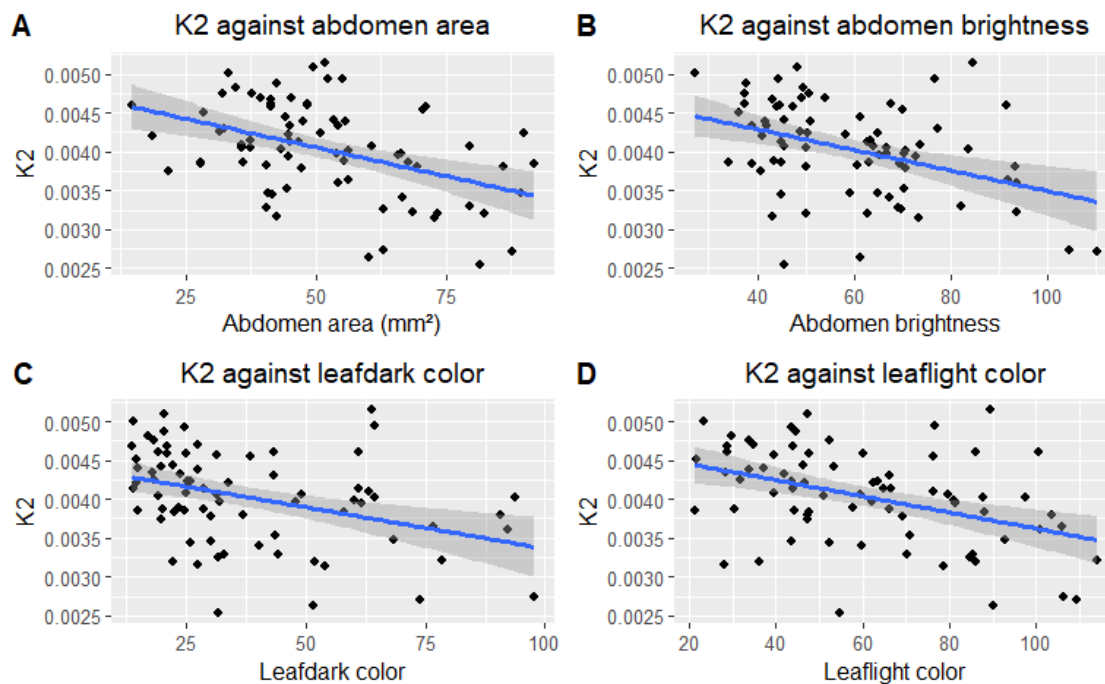 A
K2 against abdomen area
K2
0.0050
0.0045
0.0040
0.0035
0.0030
0.0025
25
50
75
Abdomen area (mm²)
B
K2 against abdomen brightness
K2
0.0050
0.0045
0.0040
0.0035
0.0030
0.0025
40
60
80
100
Abdomen brightness
C
K2 against leafdark color
K2
0.0050
0.0045
0.0040
0.0035
0.0030
0.0025
25
50
75
100
Leafdark color
D
K2 against leaflight color
K2
0.0050
0.0045
0.0040
0.0035
0.0030
0.0025
20
40
60
80
100
Leaflight color